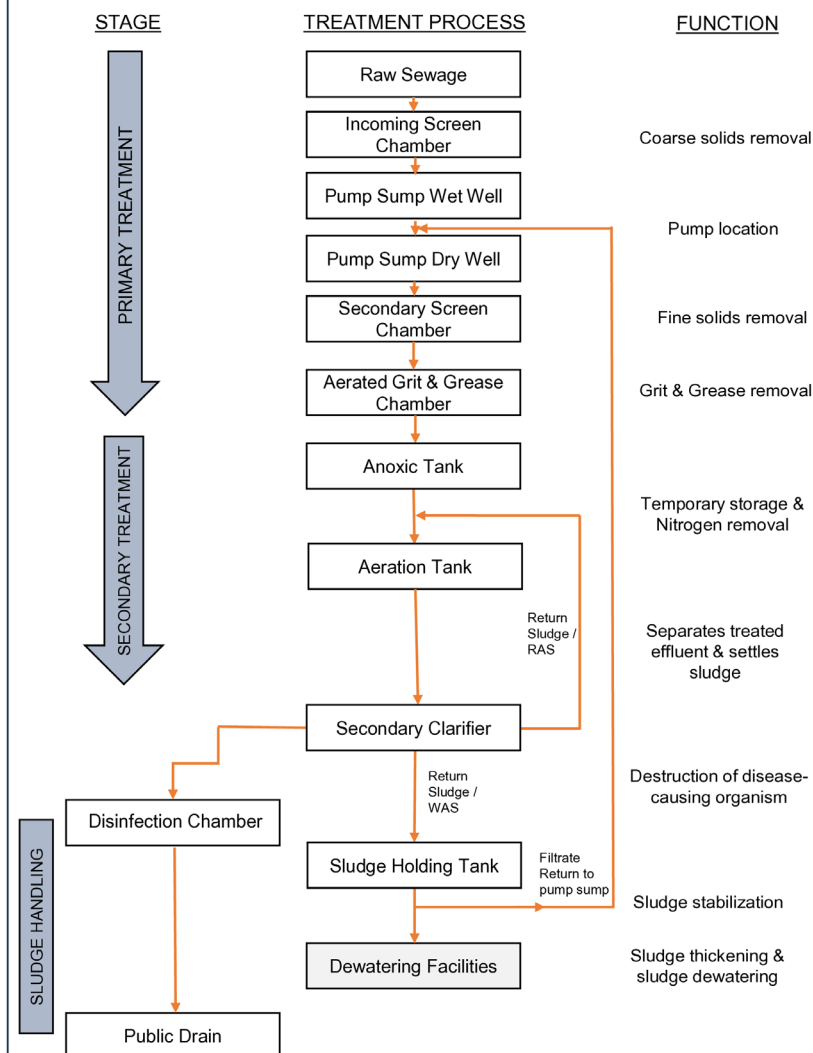 STAGE
TREATMENT PROCESS
FUNCTION
PRIMARY TREATMENT
Raw Sewage
Incoming Screen
Chamber
Coarse solids removal
Pump Sump Wet Well
Pump location
Pump Sump Dry Well
Secondary Screen
Chamber
Fine solids removal
Aerated Grit & Grease
Chamber
Grit & Grease removal
SECONDARY TREATMENT
Anoxic Tank
Temporary storage &
Nitrogen removal
Aeration Tank
Return
Sludge /
RAS
Separates treated
effluent & settles
sludge
Secondary Clarifier
Return
Sludge /
WAS
Destruction of disease-
causing organism
Disinfection Chamber
SLUDGE HANDLING
Sludge Holding Tank
Filtrate
Return to
pump sump
Sludge stabilization
Dewatering Facilities
Sludge thickening &
sludge dewatering
Public Drain